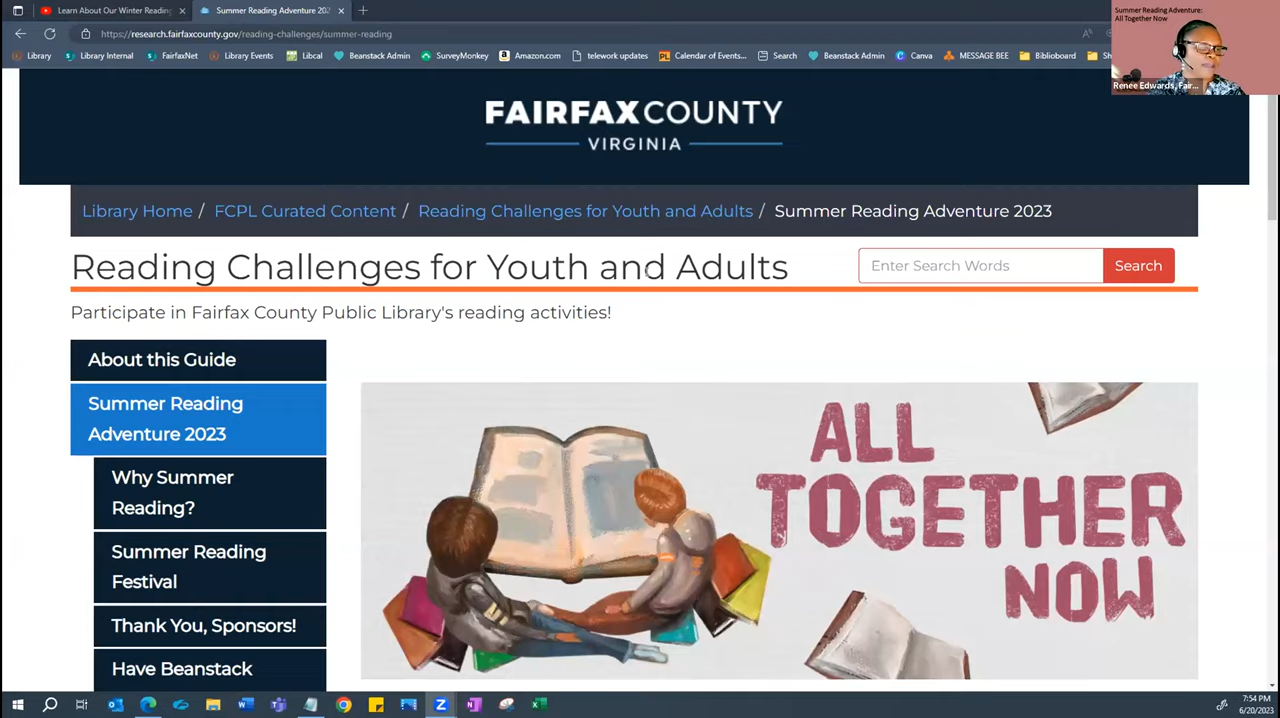 Learn About Our Winter Reading
Summer Reading Adventure 202
https://research.fairfaxcounty.gov/reading-challenges/summer-reading
Library
Library Internal
FairfaxNet
Library Events
Libcal
Beanstack Admin
SurveyMonkey
Amazon.com
telework updates
Calendar of Events...
Search
Beanstack Admin
Canva
MESSAGE BEE
Biblioboard
Summer Reading Adventure:
All Together Now
Renee Edwards, Fair...
FAIRFAX COUNTY
VIRGINIA
Library Home / FCPL Curated Content / Reading Challenges for Youth and Adults / Summer Reading Adventure 2023
Reading Challenges for Youth and Adults
Enter Search Words
Search
Participate in Fairfax County Public Library's reading activities!
About this Guide
Summer Reading
Adventure 2023
Why Summer
Reading?
Summer Reading
Festival
Thank You, Sponsors!
Have Beanstack
ALL
TOGETHER
NOW
7:54 PM
6/20/2023